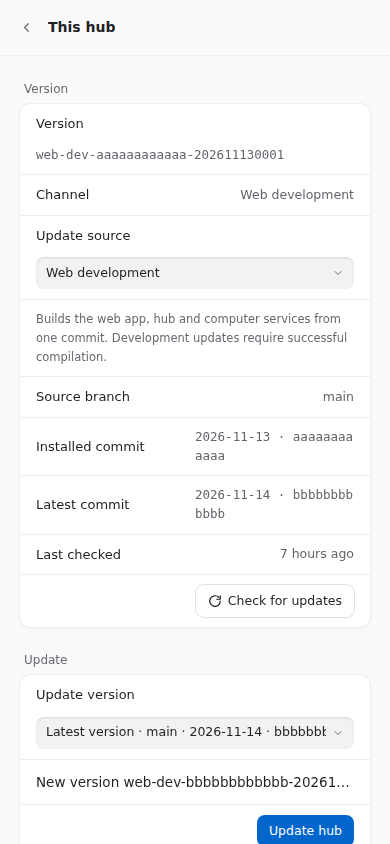 This hub
Version
Version
web-dev-aaaaaaaaaaaa-202611130001
Channel
Web development
Update source
Web development
Builds the web app, hub and computer services from
one commit. Development updates require successful
compilation.
Source branch
main
Installed commit
2026-11-13 · aaaaaaaa
aaaa
Latest commit
2026-11-14 · bbbbbbbb
bbbb
Last checked
7 hours ago
Check for updates
Update
Update version
Latest version · main · 2026-11-14 · bbbbbbb
New version web-dev-bbbbbbbbbbbb-20261...
Update hub